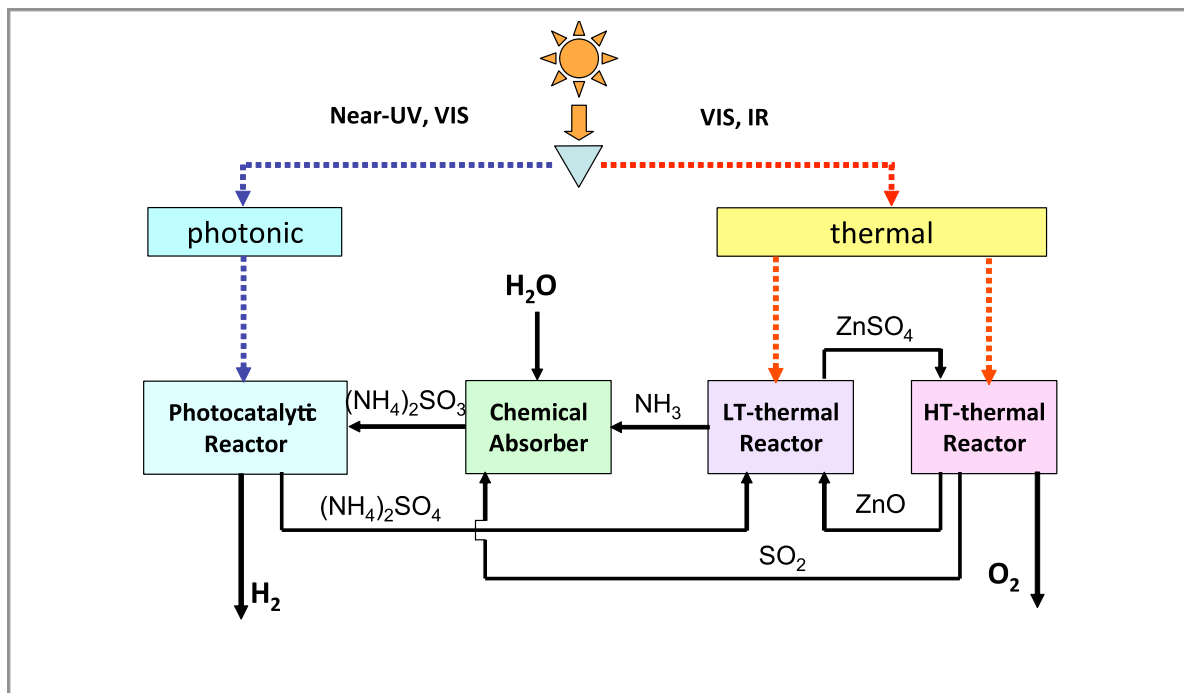 Near-UV, VIS
VIS, IR
photonic
thermal
H₂O
ZnSO₄
(NH₄)₂SO₃
NH₃
Photocatalytic
Reactor
Chemical
Absorber
LT-thermal
Reactor
HT-thermal
Reactor
(NH₄)₂SO₄
ZnO
SO₂
H₂
O₂